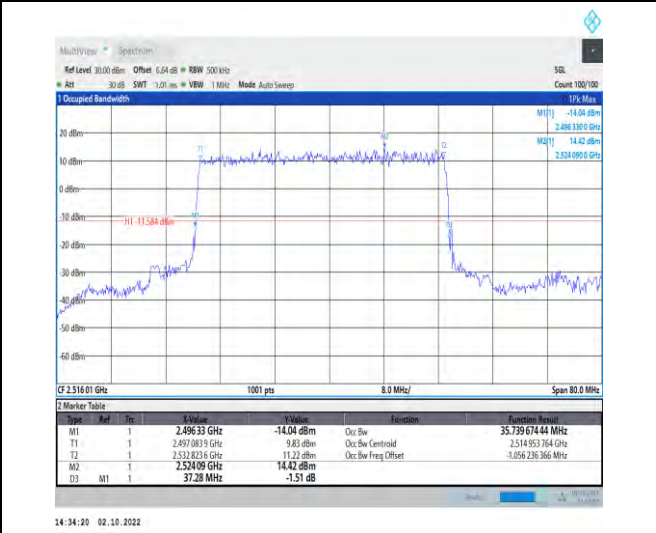 MultiView Spectrum
Ref Level 30.00 dBm Offset 6.64 dB RBW 500 kHz SGL
Att 30 dB SWT 1.01 ms VBW 1 MHz Mode Auto Sweep Count 100/100
1 Occupied Bandwidth 1Pk Max
M1[1] -14.04 dBm
2.496 330 0 GHz
M2[1] 14.42 dBm
2.524 090 0 GHz
20 dBm
10 dBm
0 dBm
-10 dBm
H1 -11.584 dBm
-20 dBm
-30 dBm
-40 dBm
-50 dBm
-60 dBm
T1
M2
T2
CF 2.516 01 GHz 1001 pts 8.0 MHz/ Span 80.0 MHz
2 Marker Table
Type Ref Trc X-Value Y-Value Function Function Result
M1 1 2.496 33 GHz -14.04 dBm Occ Bw 35.739 674 44 MHz
T1 1 2.497 083 9 GHz 9.83 dBm Occ Bw Centroid 2.514 953 764 GHz
T2 1 2.532 823 6 GHz 11.22 dBm Occ Bw Freq Offset -1.056 236 366 MHz
M2 1 2.524 09 GHz 14.42 dBm
D3 M1 1 37.28 MHz -1.51 dB
14:34:20 02.10.2022